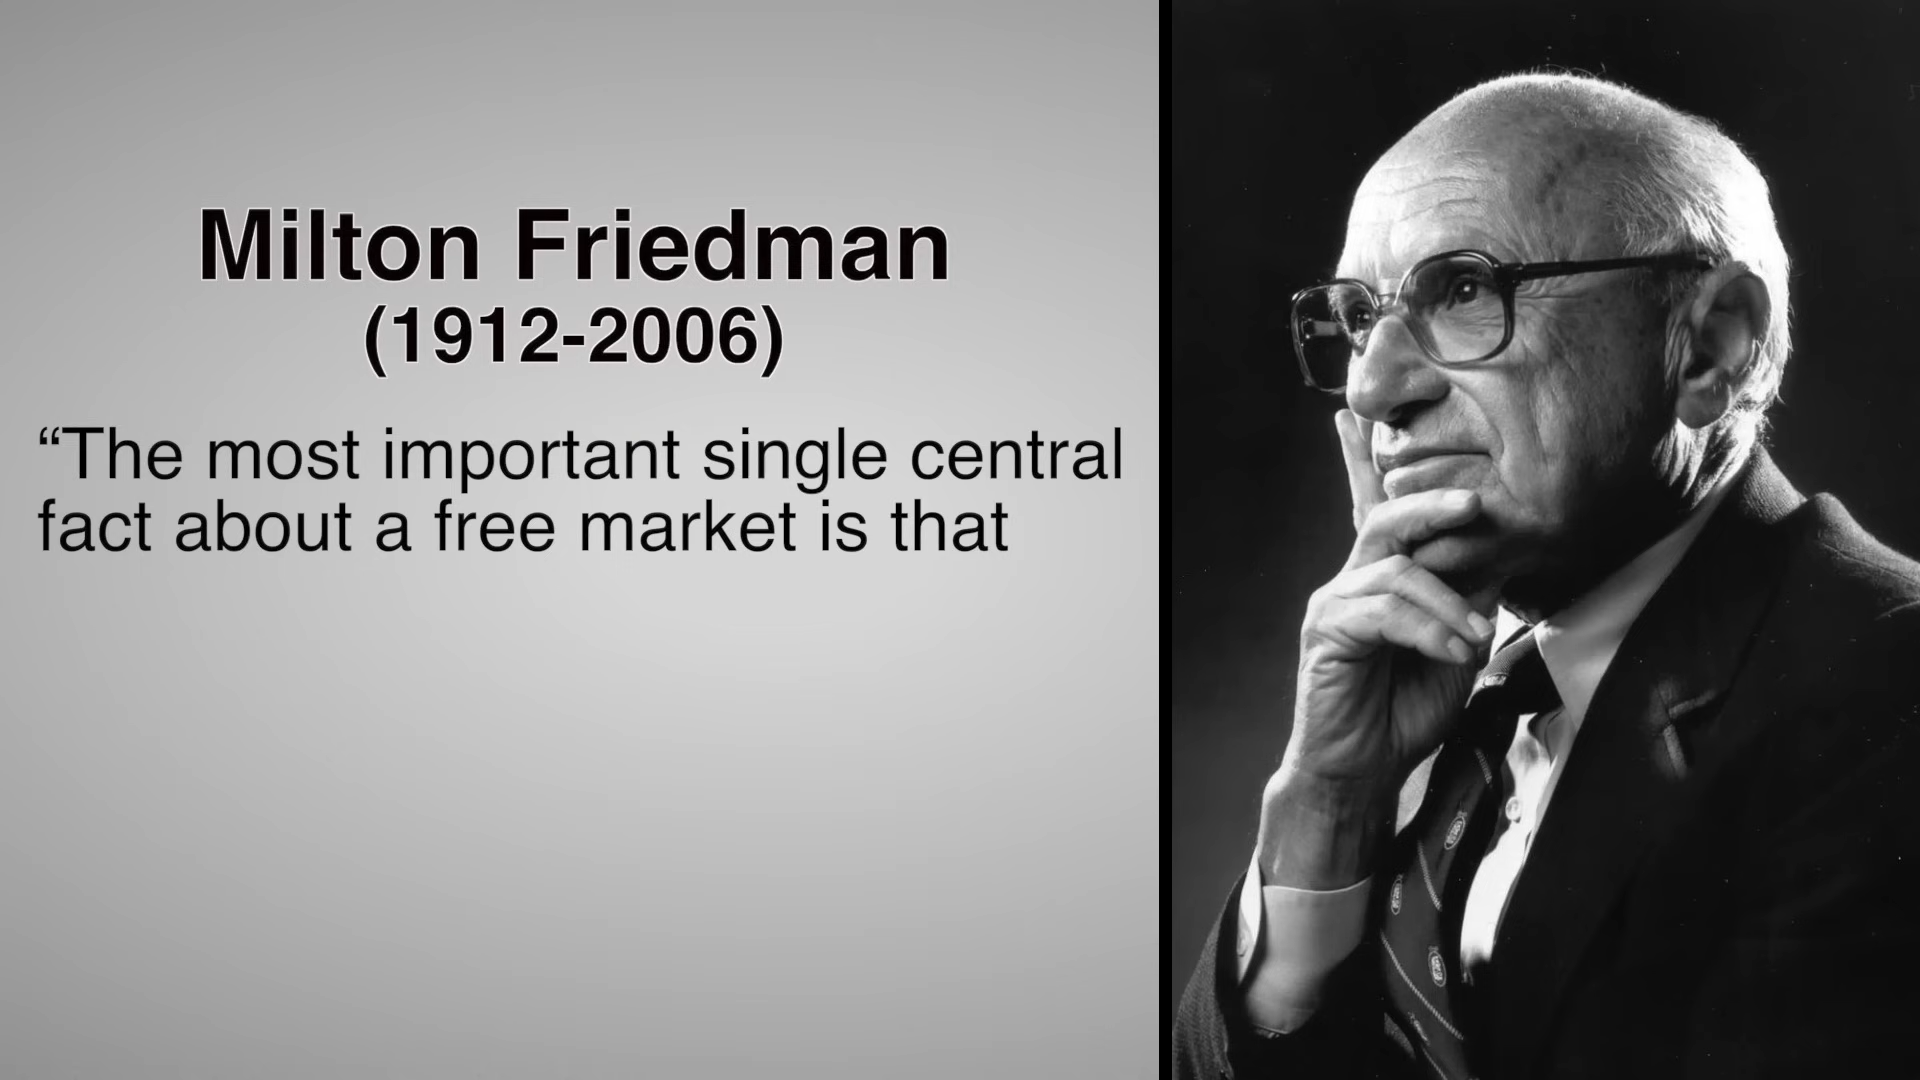 Milton Friedman
(1912-2006)
“The most important single central
fact about a free market is that